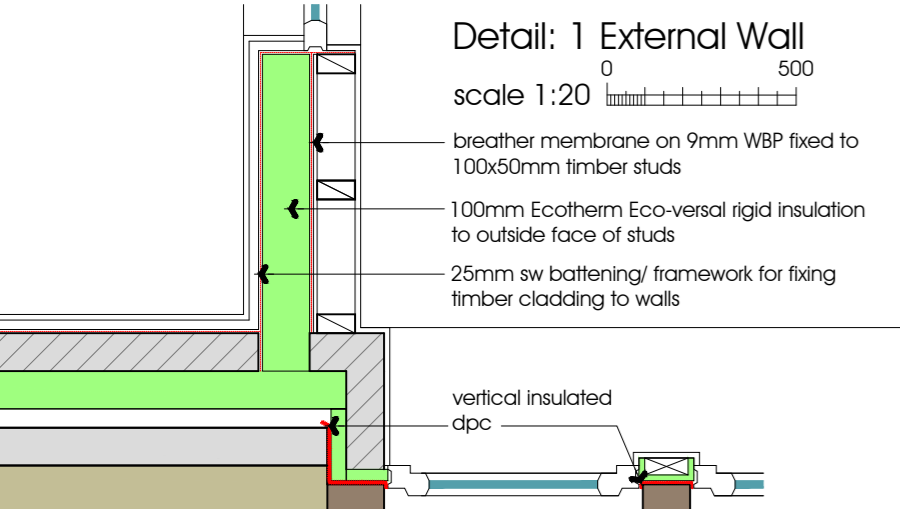 Detail: 1 External Wall
0 500
scale 1:20
breather membrane on 9mm WBP fixed to
100x50mm timber studs
100mm Ecotherm Eco-versal rigid insulation
to outside face of studs
25mm sw battening/ framework for fixing
timber cladding to walls
vertical insulated
dpc